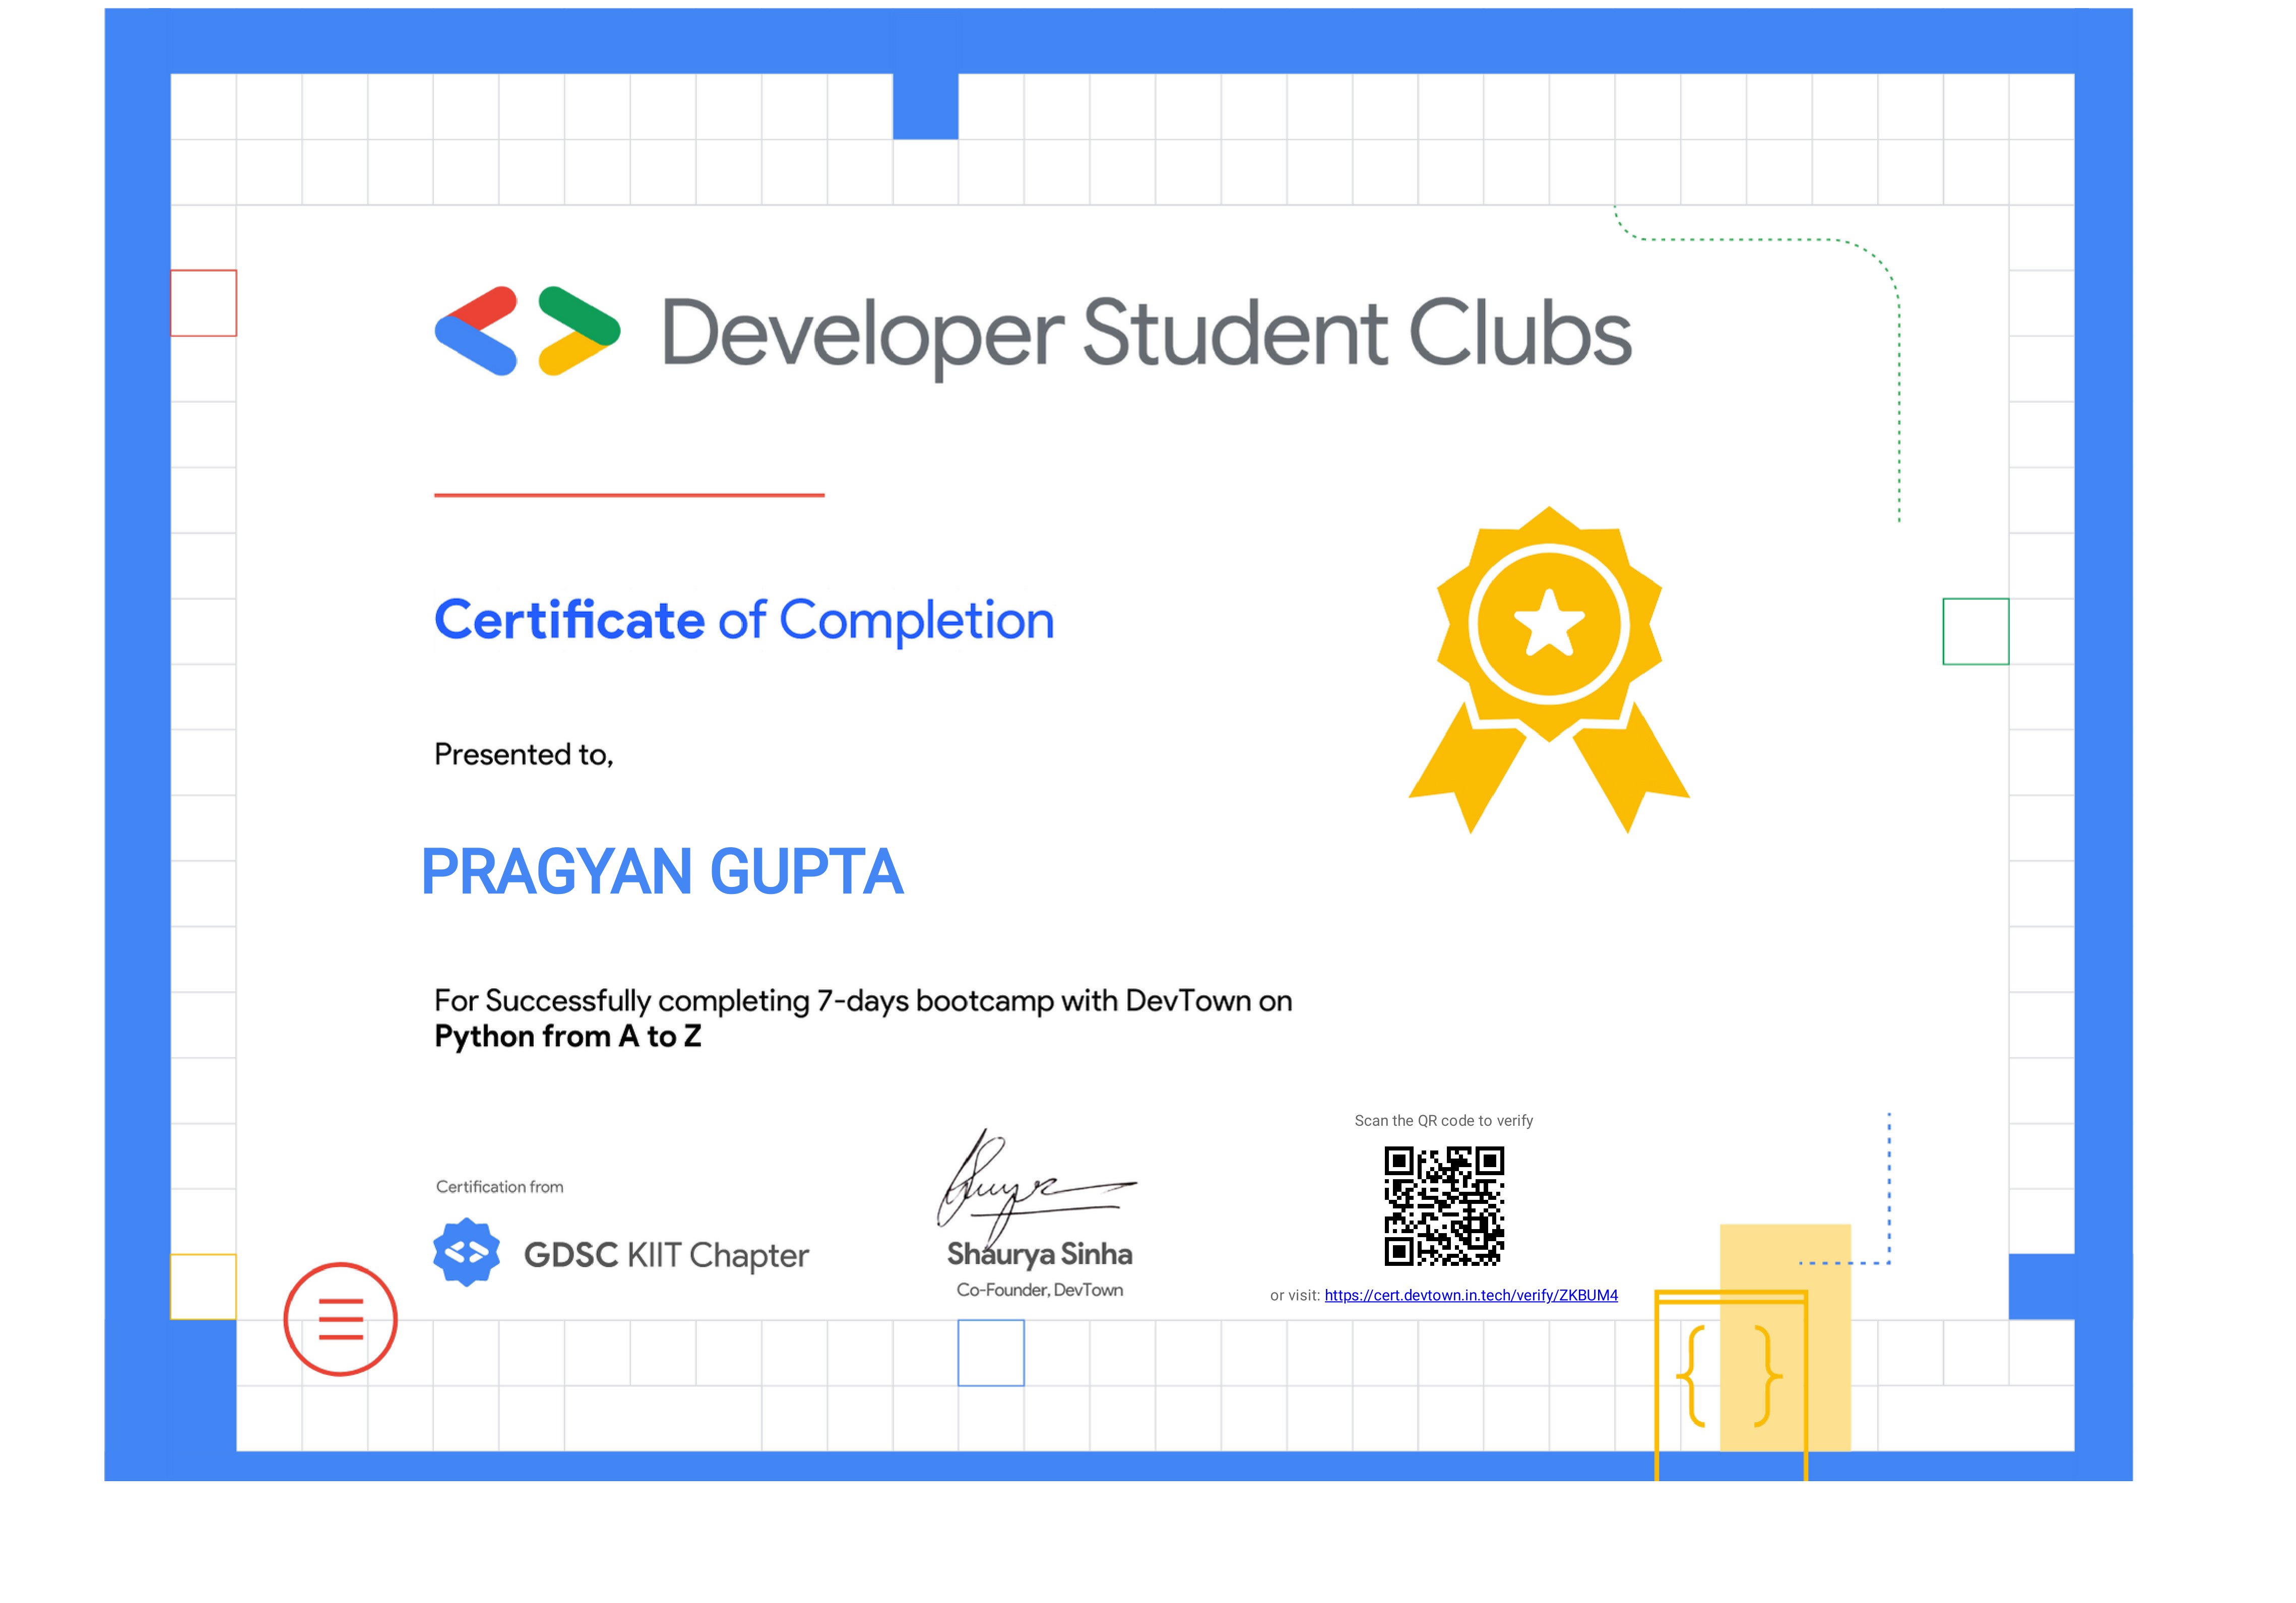 Developer Student Clubs
Certificate of Completion
Presented to,
PRAGYAN GUPTA
For Successfully completing 7-days bootcamp with DevTown on
Python from A to Z
Certification from
GDSC KIIT Chapter
Shaurya Sinha
Co-Founder, DevTown
Scan the QR code to verify
or visit: https://cert.devtown.in.tech/verify/ZKBUM4
{ }